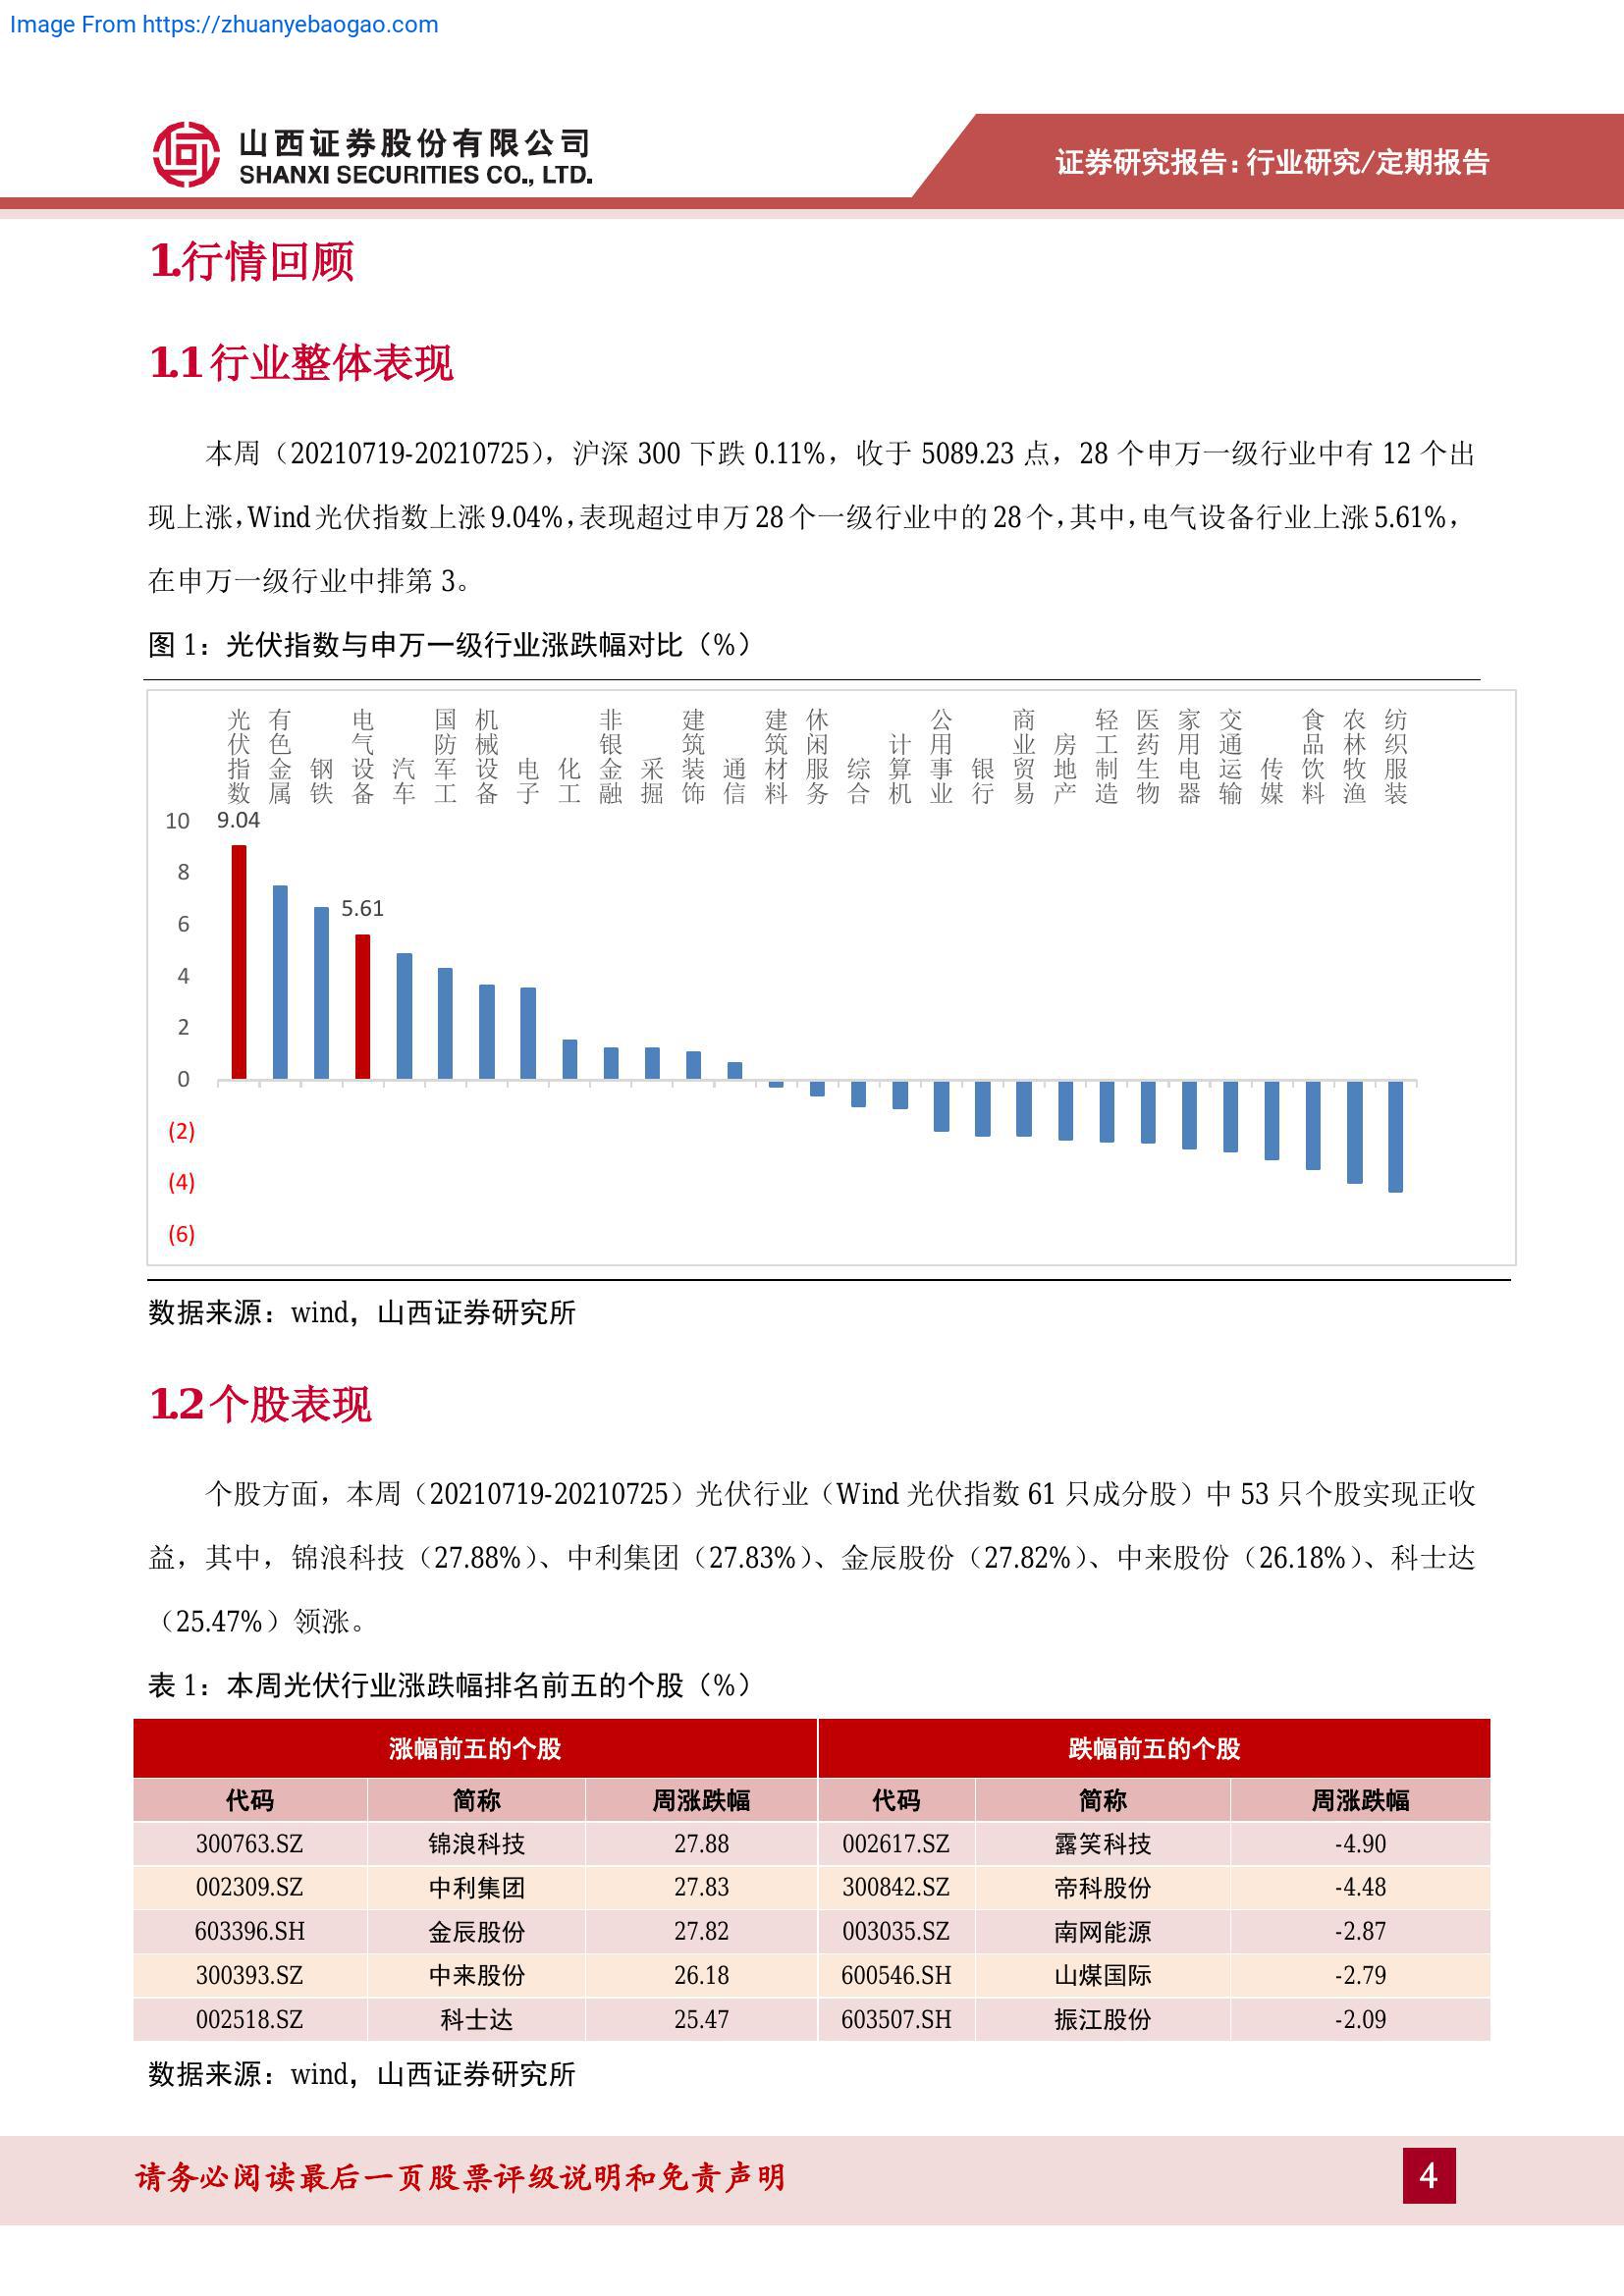 Image From https://zhuanyebaogao.com
山西证券股份有限公司
SHANXI SECURITIES CO., LTD.
证券研究报告：行业研究/定期报告
1.行情回顾
1.1 行业整体表现
本周（20210719-20210725），沪深 300 下跌 0.11%，收于 5089.23 点，28 个申万一级行业中有 12 个出
现上涨，Wind 光伏指数上涨 9.04%，表现超过申万 28 个一级行业中的 28 个，其中，电气设备行业上涨 5.61%，
在申万一级行业中排第 3。
图 1：光伏指数与申万一级行业涨跌幅对比（%）
光伏指数 有色金属 钢铁 电气设备 汽车 国防军工 机械设备 电子 化工 非银金融 采掘 建筑装饰 通信 建筑材料 休闲服务 综合 计算机 公用事业 银行 商业贸易 房地产 轻工制造 医药生物 家用电器 交通运输 传媒 食品饮料 农林牧渔 纺织服装
10
9.04
8
6
5.61
4
2
0
(2)
(4)
(6)
数据来源：wind，山西证券研究所
1.2 个股表现
个股方面，本周（20210719-20210725）光伏行业（Wind 光伏指数 61 只成分股）中 53 只个股实现正收
益，其中，锦浪科技（27.88%）、中利集团（27.83%）、金辰股份（27.82%）、中来股份（26.18%）、科士达
（25.47%）领涨。
表 1：本周光伏行业涨跌幅排名前五的个股（%）
涨幅前五的个股 跌幅前五的个股
代码 简称 周涨跌幅 代码 简称 周涨跌幅
300763.SZ 锦浪科技 27.88 002617.SZ 露笑科技 -4.90
002309.SZ 中利集团 27.83 300842.SZ 帝科股份 -4.48
603396.SH 金辰股份 27.82 003035.SZ 南网能源 -2.87
300393.SZ 中来股份 26.18 600546.SH 山煤国际 -2.79
002518.SZ 科士达 25.47 603507.SH 振江股份 -2.09
数据来源：wind，山西证券研究所
请务必阅读最后一页股票评级说明和免责声明
4